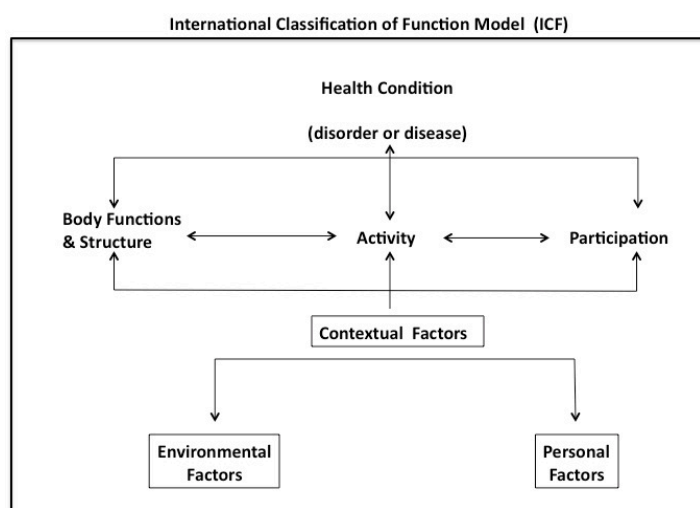 International Classification of Function Model  (ICF)
Health Condition
(disorder or disease)
Body Functions
& Structure
Activity
Participation
Contextual  Factors
Environmental
Factors
Personal
Factors